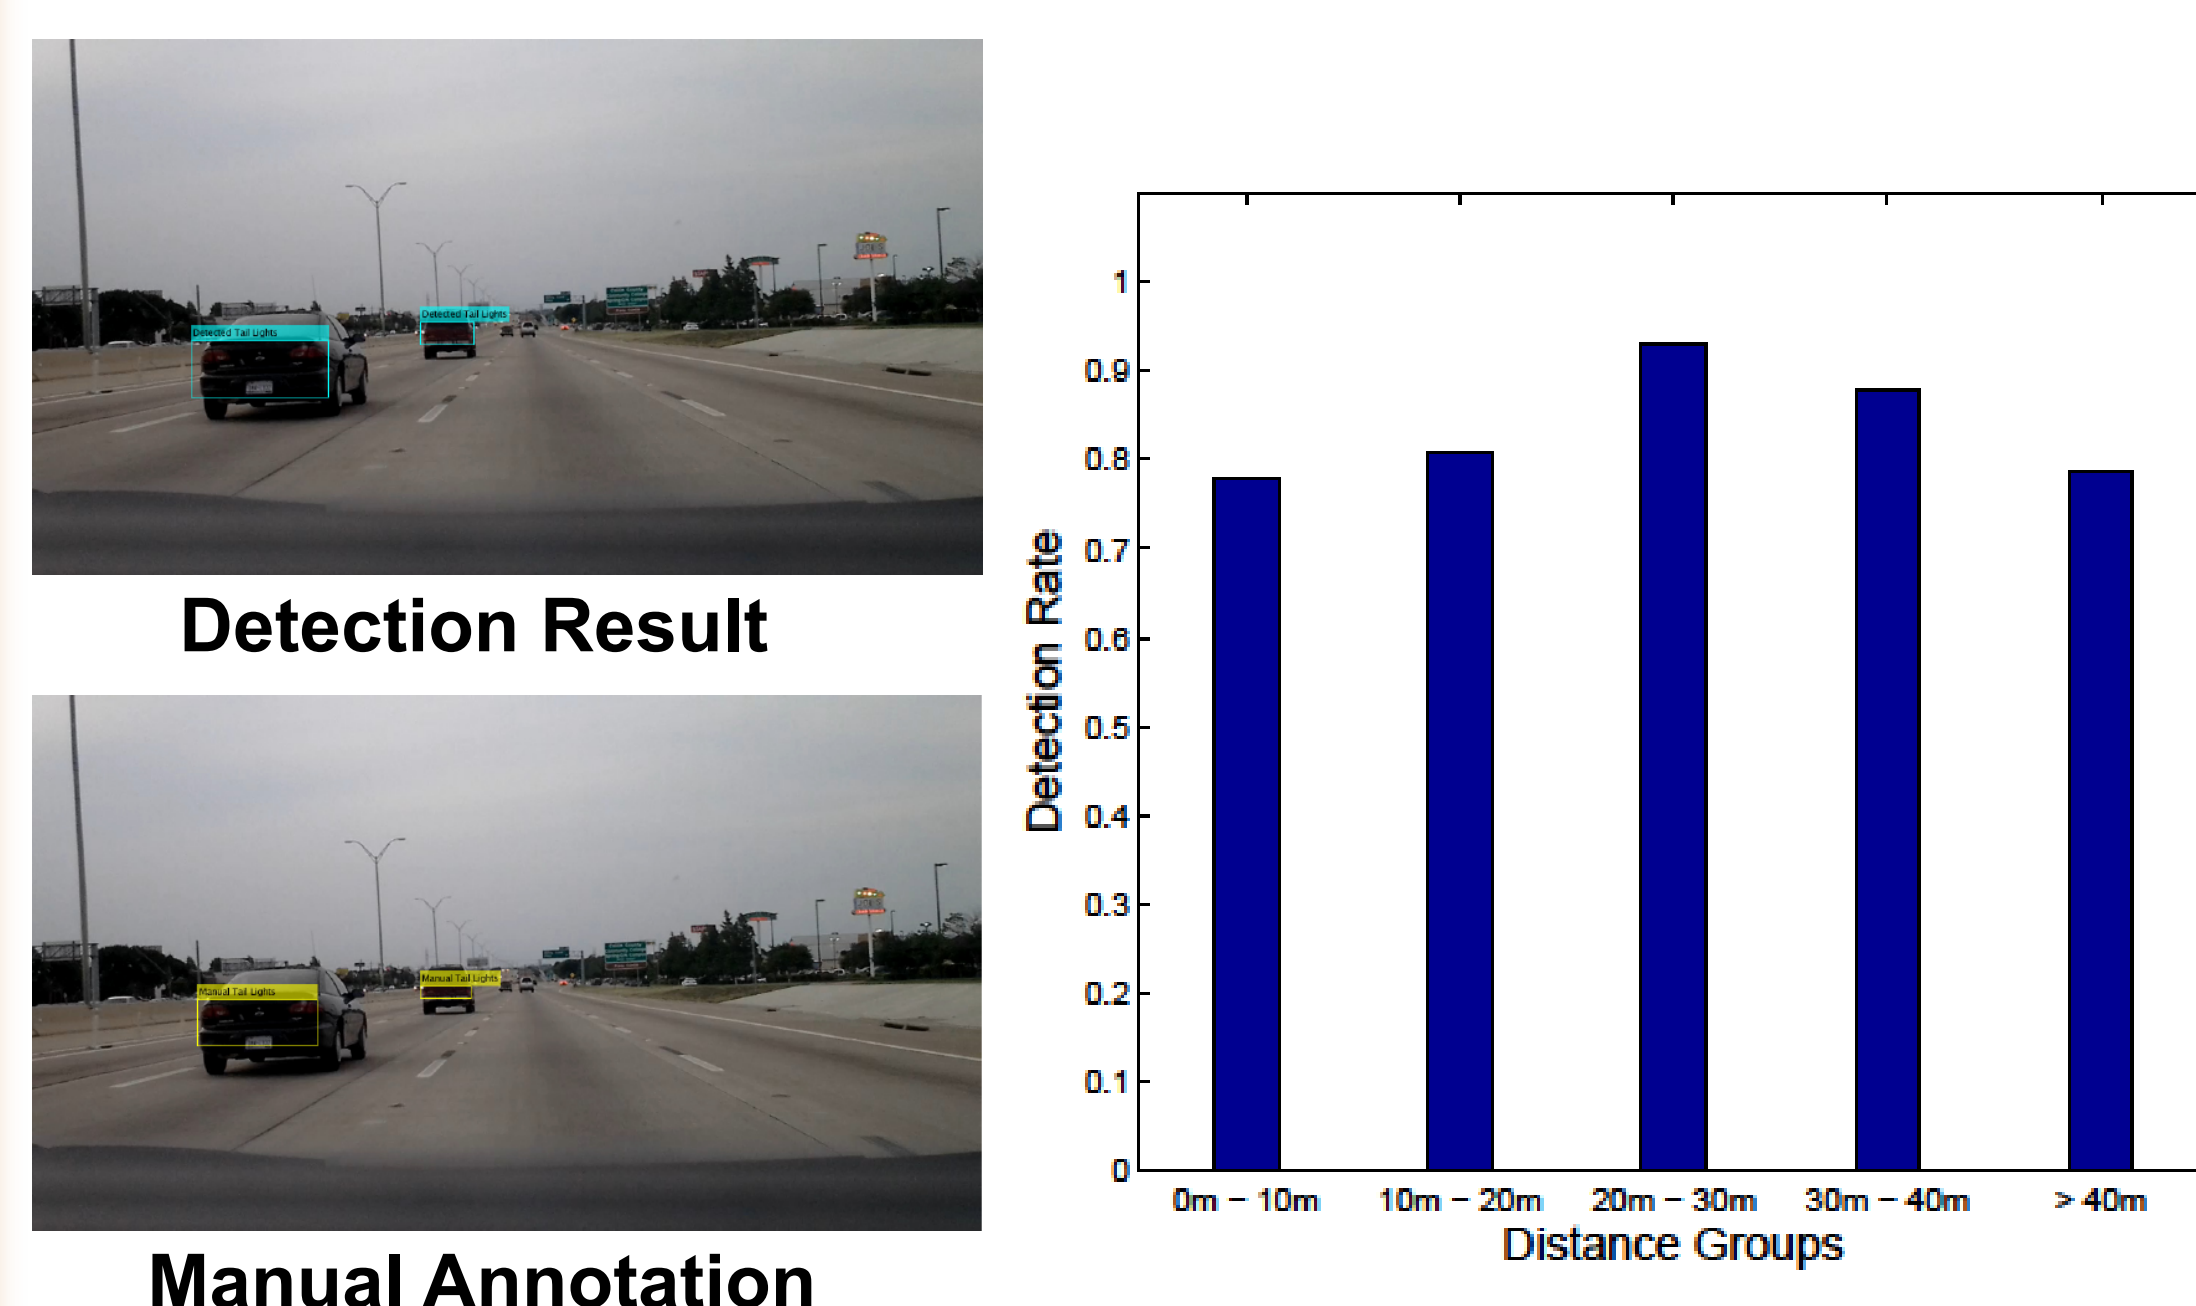 Detected Tail Lights
Detected Tail Lights
Detection Result
Manual Tail Lights
Manual Tail Lights
Manual Annotation
1
0.9
0.8
0.7
0.6
0.5
0.4
0.3
0.2
0.1
0
Detection Rate
0m – 10m
10m – 20m
20m – 30m
30m – 40m
> 40m
Distance Groups